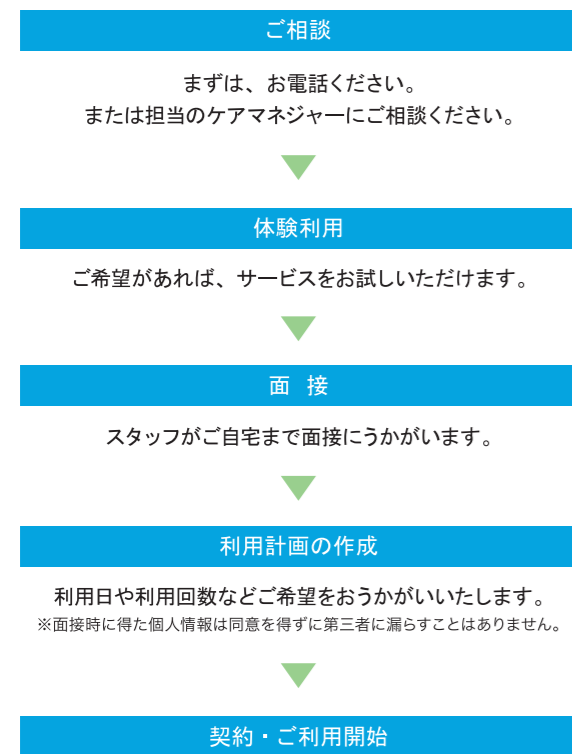 ご相談
まずは、お電話ください。
または担当のケアマネジャーにご相談ください。
体験利用
ご希望があれば、サービスをお試しいただけます。
面 接
スタッフがご自宅まで面接にうかがいます。
利用計画の作成
利用日や利用回数などご希望をおうかがいいたします。
※面接時に得た個人情報は同意を得ずに第三者に漏らすことはありません。
契約・ご利用開始